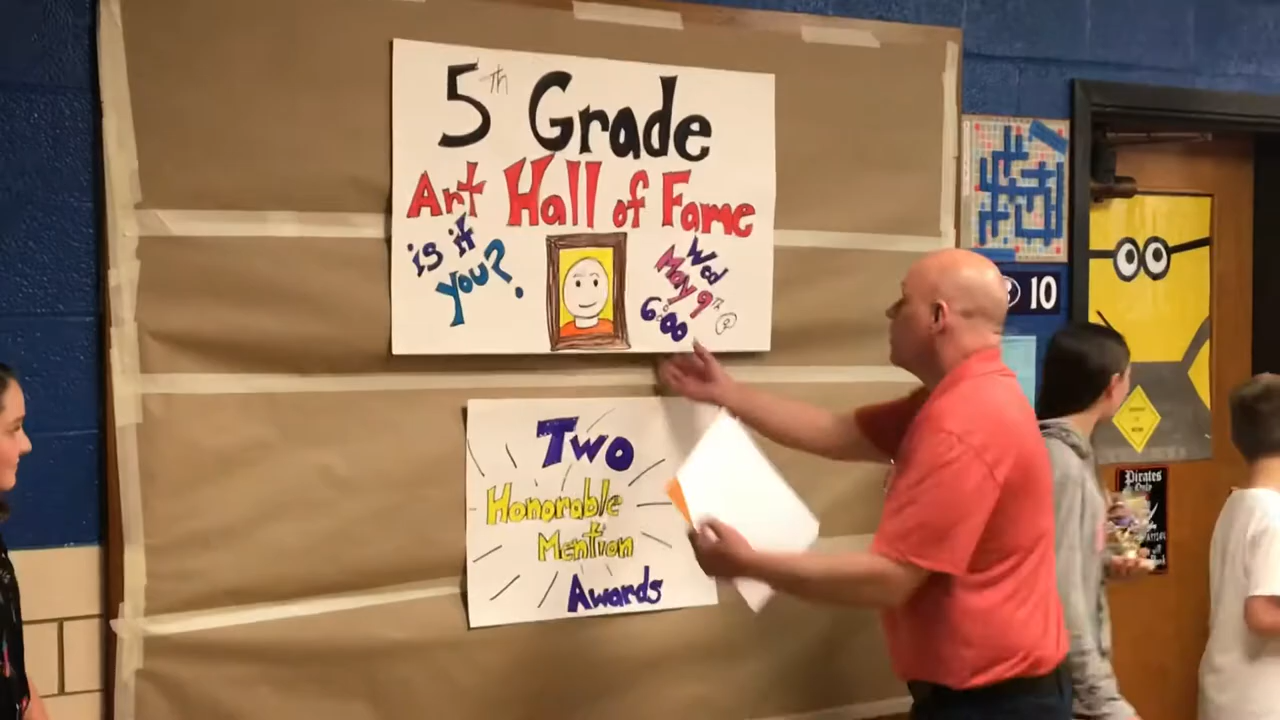 5th Grade
Art Hall of Fame
is it
you?
Wed
May 9th @
6:00
Two
Honorable
Mention
Awards
10
Pirates
Only